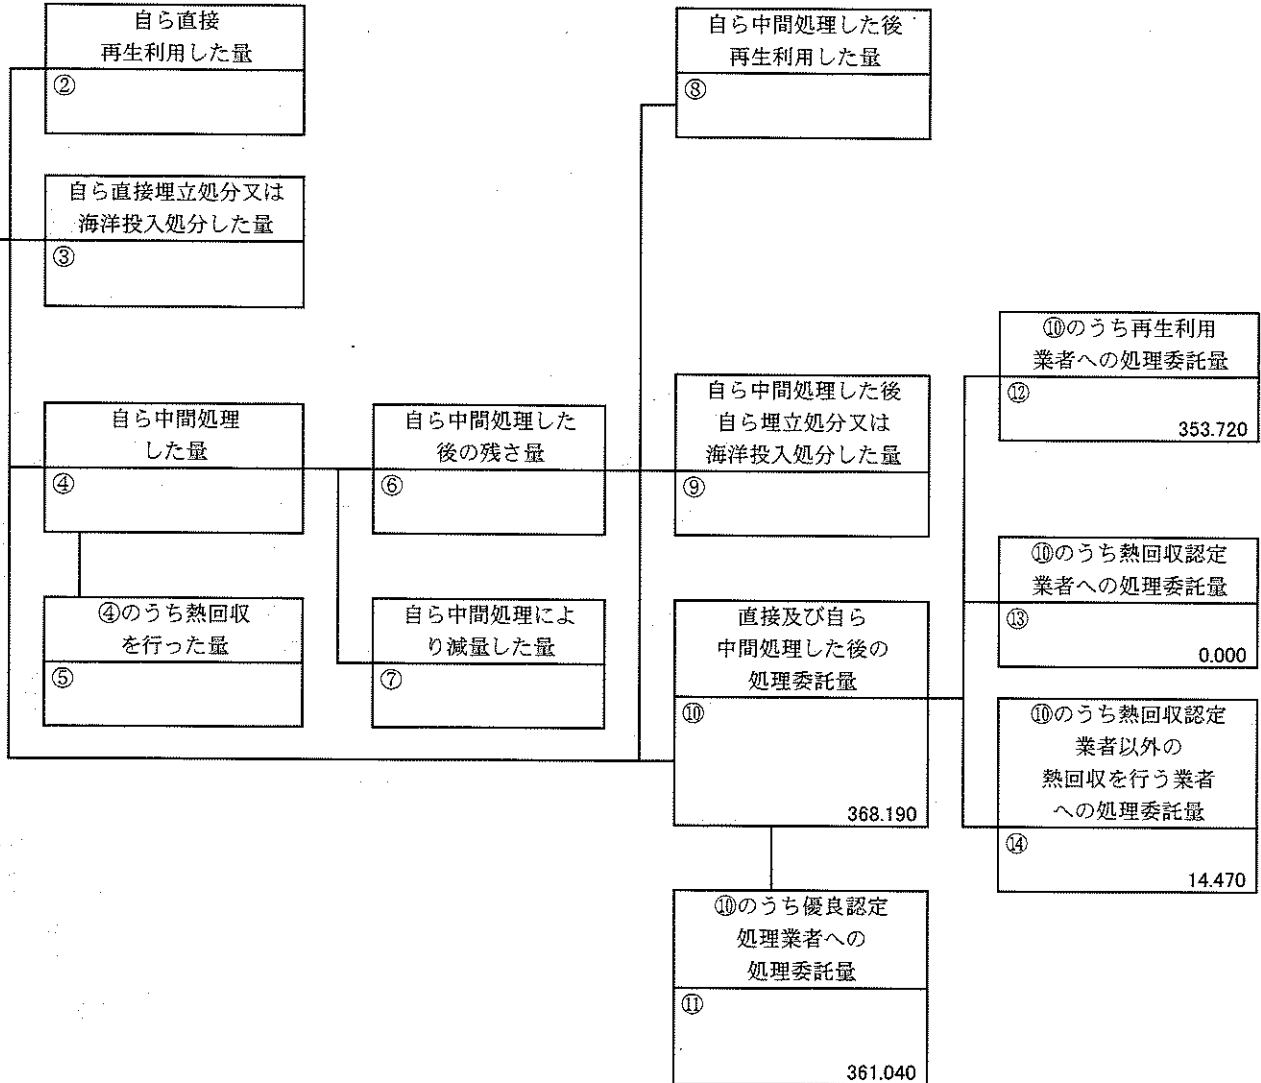 自ら直接
再生利用した量
②
自ら中間処理した後
再生利用した量
⑧
自ら直接埋立処分又は
海洋投入処分した量
③
⑩のうち再生利用
業者への処理委託量
⑫
353.720
自ら中間処理
した量
④
自ら中間処理した
後の残さ量
⑥
自ら中間処理した後
自ら埋立処分又は
海洋投入処分した量
⑨
⑩のうち熱回収認定
業者への処理委託量
⑬
0.000
④のうち熱回収
を行った量
⑤
自ら中間処理によ
り減量した量
⑦
直接及び自ら
中間処理した後の
処理委託量
⑩
368.190
⑩のうち熱回収認定
業者以外の
熱回収を行う業者
への処理委託量
⑭
14.470
⑩のうち優良認定
処理業者への
処理委託量
⑪
361.040